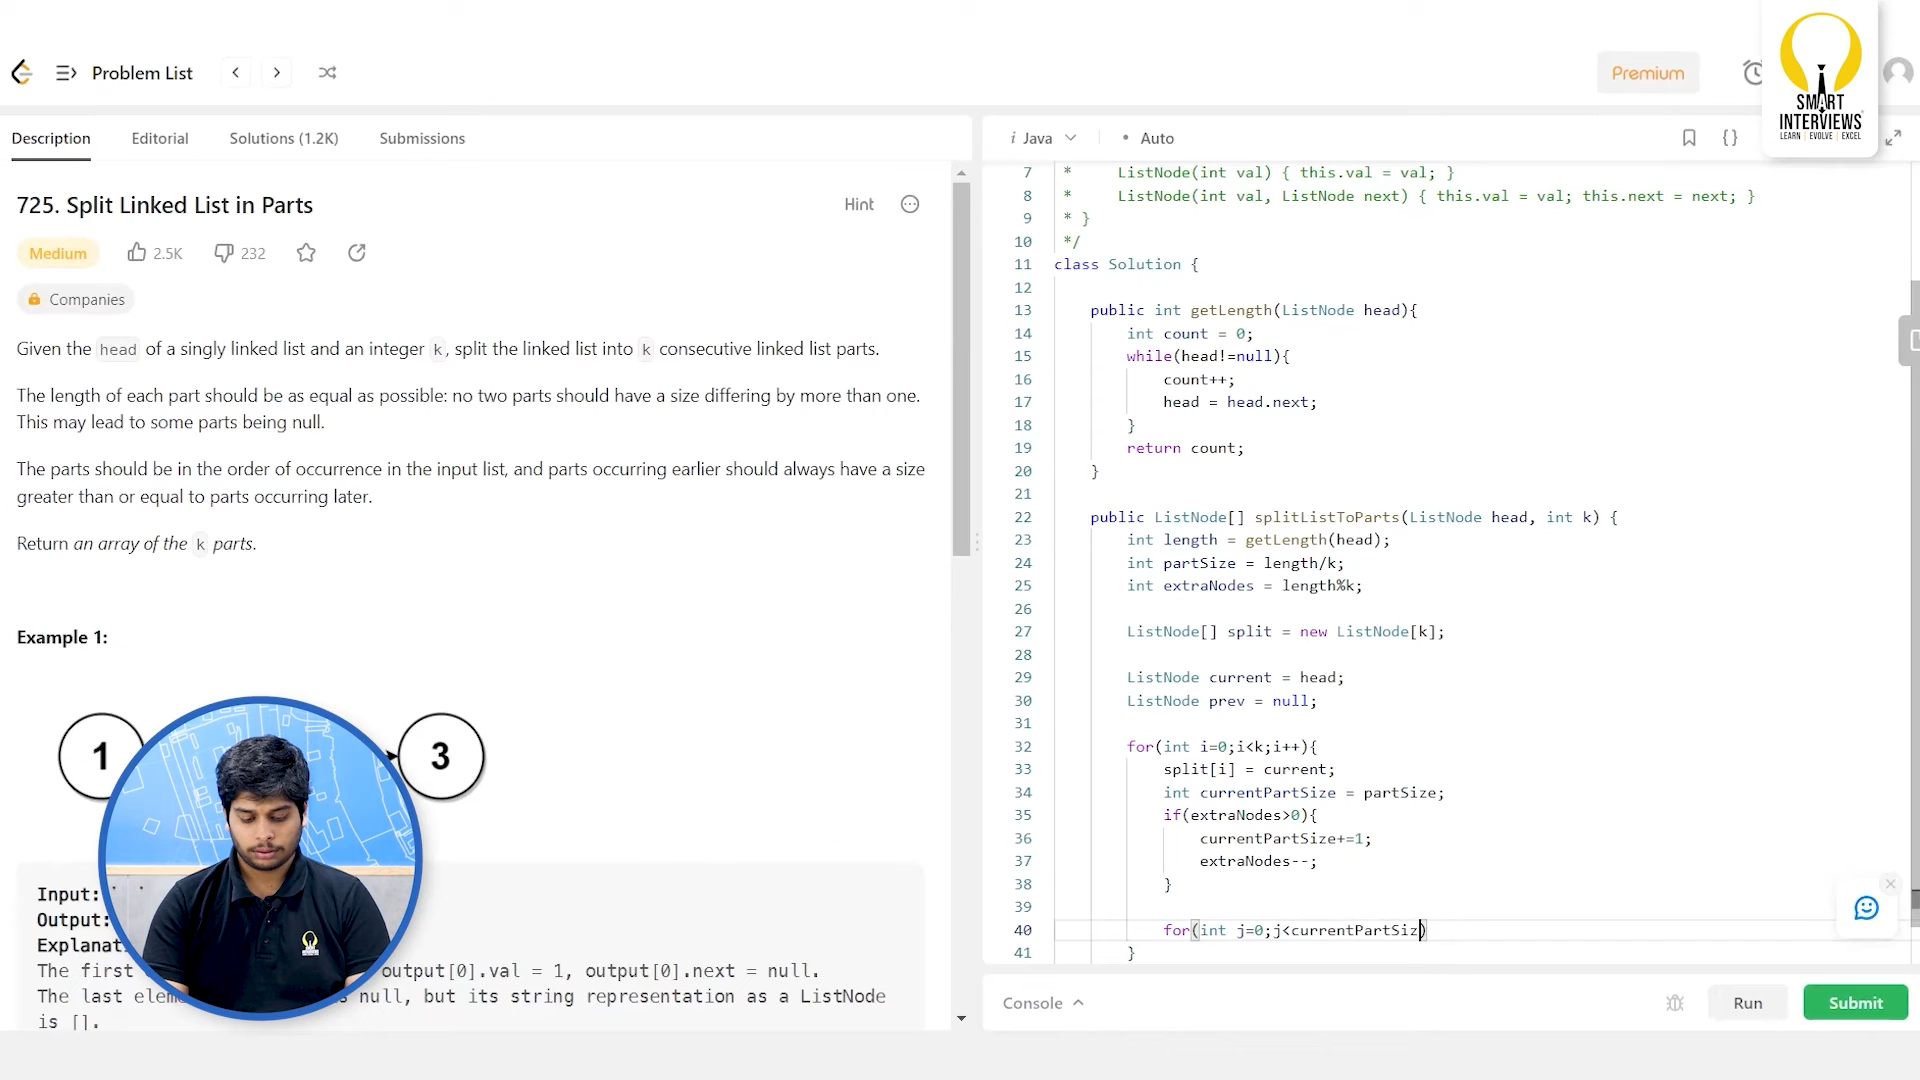 Problem List
Premium
SMART
INTERVIEWS
LEARN | EVOLVE | EXCEL
Description
Editorial
Solutions (1.2K)
Submissions
725. Split Linked List in Parts
Hint
Medium
2.5K
232
Companies
Given the head of a singly linked list and an integer k, split the linked list into k consecutive linked list parts.
The length of each part should be as equal as possible: no two parts should have a size differing by more than one.
This may lead to some parts being null.
The parts should be in the order of occurrence in the input list, and parts occurring earlier should always have a size
greater than or equal to parts occurring later.
Return an array of the k parts.
Example 1:
1
3
Input:
Output:
The first output[0].val = 1, output[0].next = null.
The last null, but its string representation as a ListNode
is [].
i Java
• Auto
{}
7 * ListNode(int val) { this.val = val; }
8 * ListNode(int val, ListNode next) { this.val = val; this.next = next; }
9 * }
10 */
11 class Solution {
12
13 public int getLength(ListNode head){
14 int count = 0;
15 while(head!=null){
16 count++;
17 head = head.next;
18 }
19 return count;
20 }
21
22 public ListNode[] splitListToParts(ListNode head, int k) {
23 int length = getLength(head);
24 int partSize = length/k;
25 int extraNodes = length%k;
26
27 ListNode[] split = new ListNode[k];
28
29 ListNode current = head;
30 ListNode prev = null;
31
32 for(int i=0;i<k;i++){
33 split[i] = current;
34 int currentPartSize = partSize;
35 if(extraNodes>0){
36 currentPartSize+=1;
37 extraNodes--;
38 }
39
40 for(int j=0;j<currentPartSiz)
41 }
Console
Run
Submit